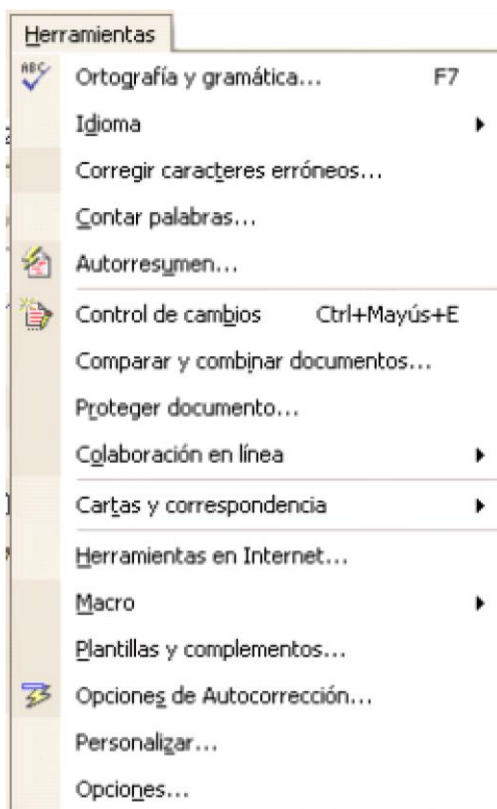 Herramientas
ABC
Ortografía y gramática... F7
Idioma
Corregir caracteres erróneos...
Contar palabras...
Autorresumen...
Control de cambios Ctrl+Mayús+E
Comparar y combinar documentos...
Proteger documento...
Colaboración en línea
Cartas y correspondencia
Herramientas en Internet...
Macro
Plantillas y complementos...
Opciones de Autocorrección...
Personalizar...
Opciones...